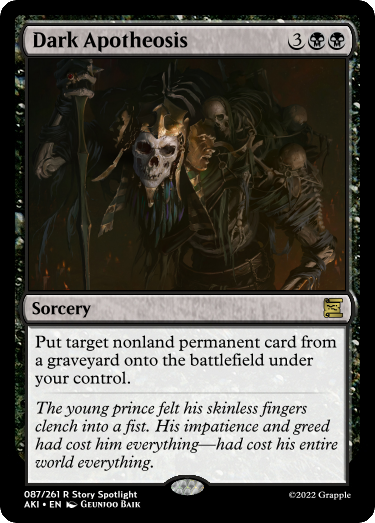 Dark Apotheosis 3
Sorcery
Put target nonland permanent card from
a graveyard onto the battlefield under
your control.
The young prince felt his skinless fingers
clench into a fist. His impatience and greed
had cost him everything—had cost his entire
world everything.
087/261 R Story Spotlight
AKI • EN Geunjoo Baik
©2022 Grapple